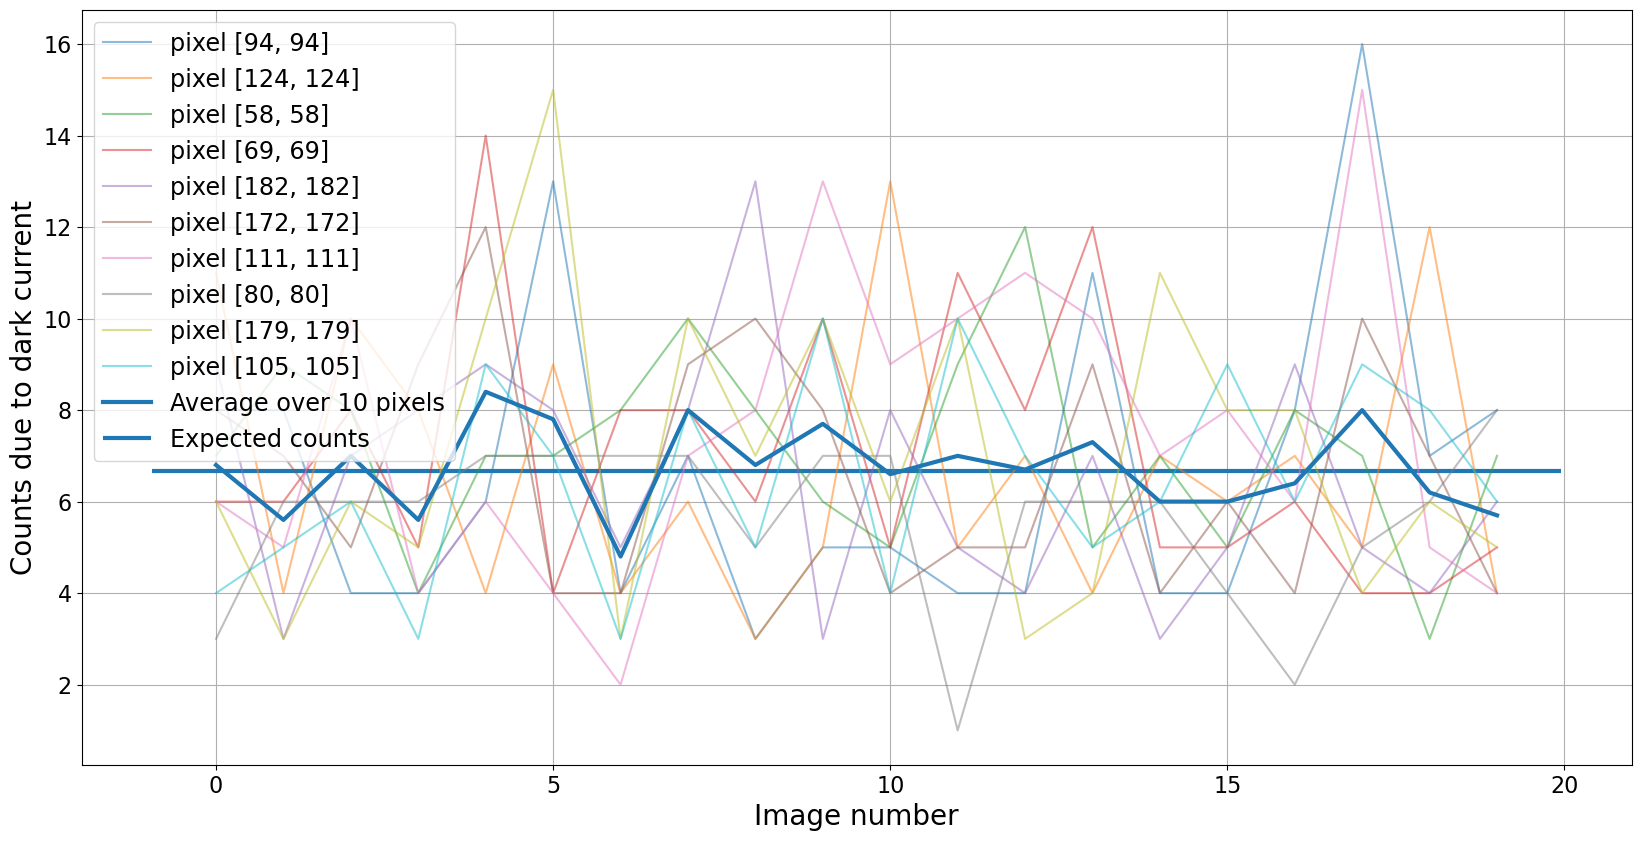 16
14
12
10
8
6
4
2
Counts due to dark current
pixel [94, 94]
pixel [124, 124]
pixel [58, 58]
pixel [69, 69]
pixel [182, 182]
pixel [172, 172]
pixel [111, 111]
pixel [80, 80]
pixel [179, 179]
pixel [105, 105]
Average over 10 pixels
Expected counts
0 5 10 15 20
Image number